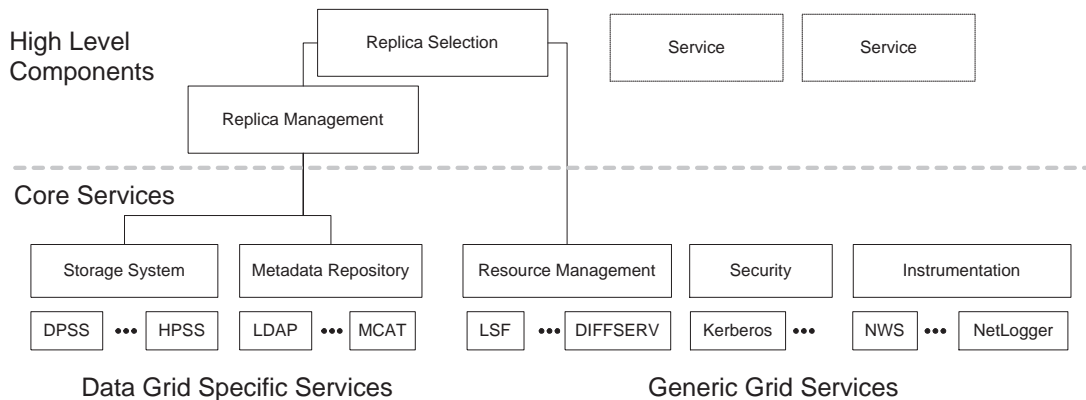 High Level
Components
Replica Selection
Service
Service
Replica Management
Core Services
Storage System
Metadata Repository
Resource Management
Security
Instrumentation
DPSS
•••
HPSS
LDAP
•••
MCAT
LSF
•••
DIFFSERV
Kerberos
•••
NWS
•••
NetLogger
Data Grid Specific Services
Generic Grid Services